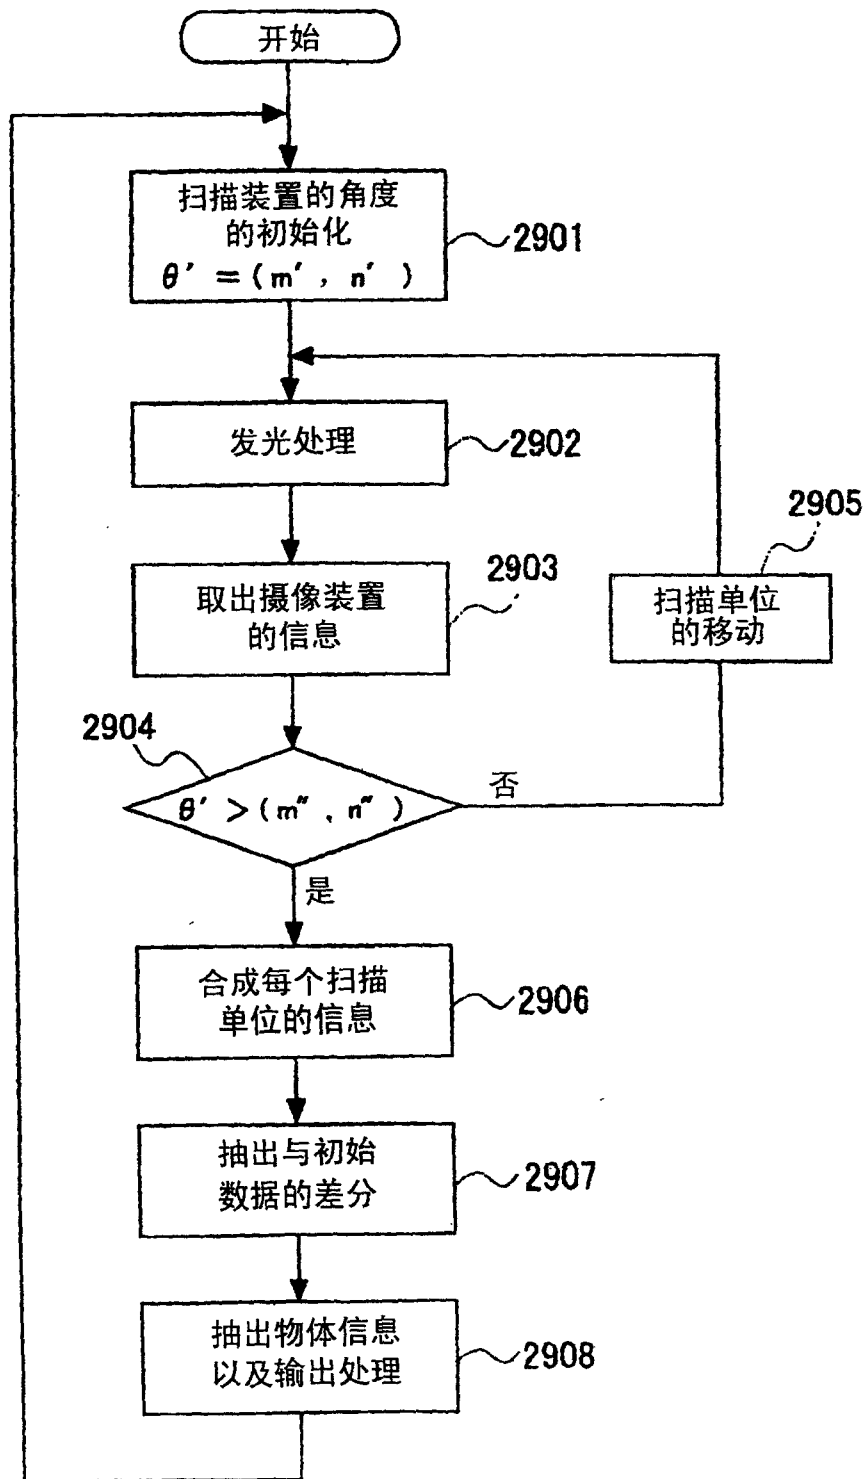 开始
扫描装置的角度
的初始化
θ′=(m′, n′)
2901
发光处理
2902
2905
取出摄像装置
的信息
2903
扫描单位
的移动
2904
θ′>(m″, n″)
否
是
合成每个扫描
单位的信息
2906
抽出与初始
数据的差分
2907
抽出物体信息
以及输出处理
2908